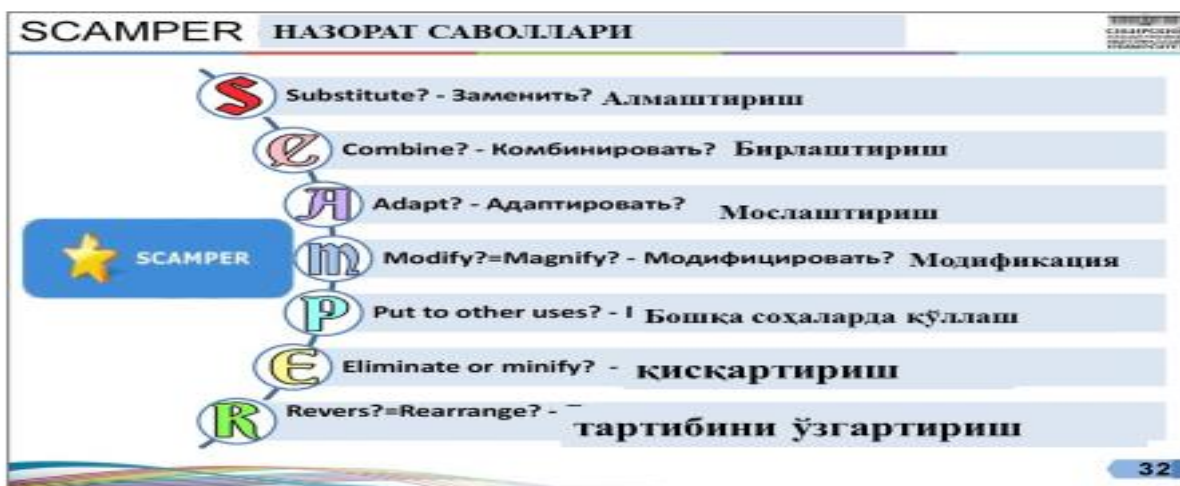 SCAMPER НАЗОРАТ САВОЛЛАРИ
S Substitute? - Заменить? Алмаштириш
C Combine? - Комбинировать? Бирлаштириш
A Adapt? - Адаптировать? Мослаштириш
SCAMPER
m Modify?=Magnify? - Модифицировать? Модификация
P Put to other uses? - Бошқа соҳаларда қўллаш
E Eliminate or minify? - қисқартириш
R Revers?=Rearrange? - тартибини ўзгартириш
32